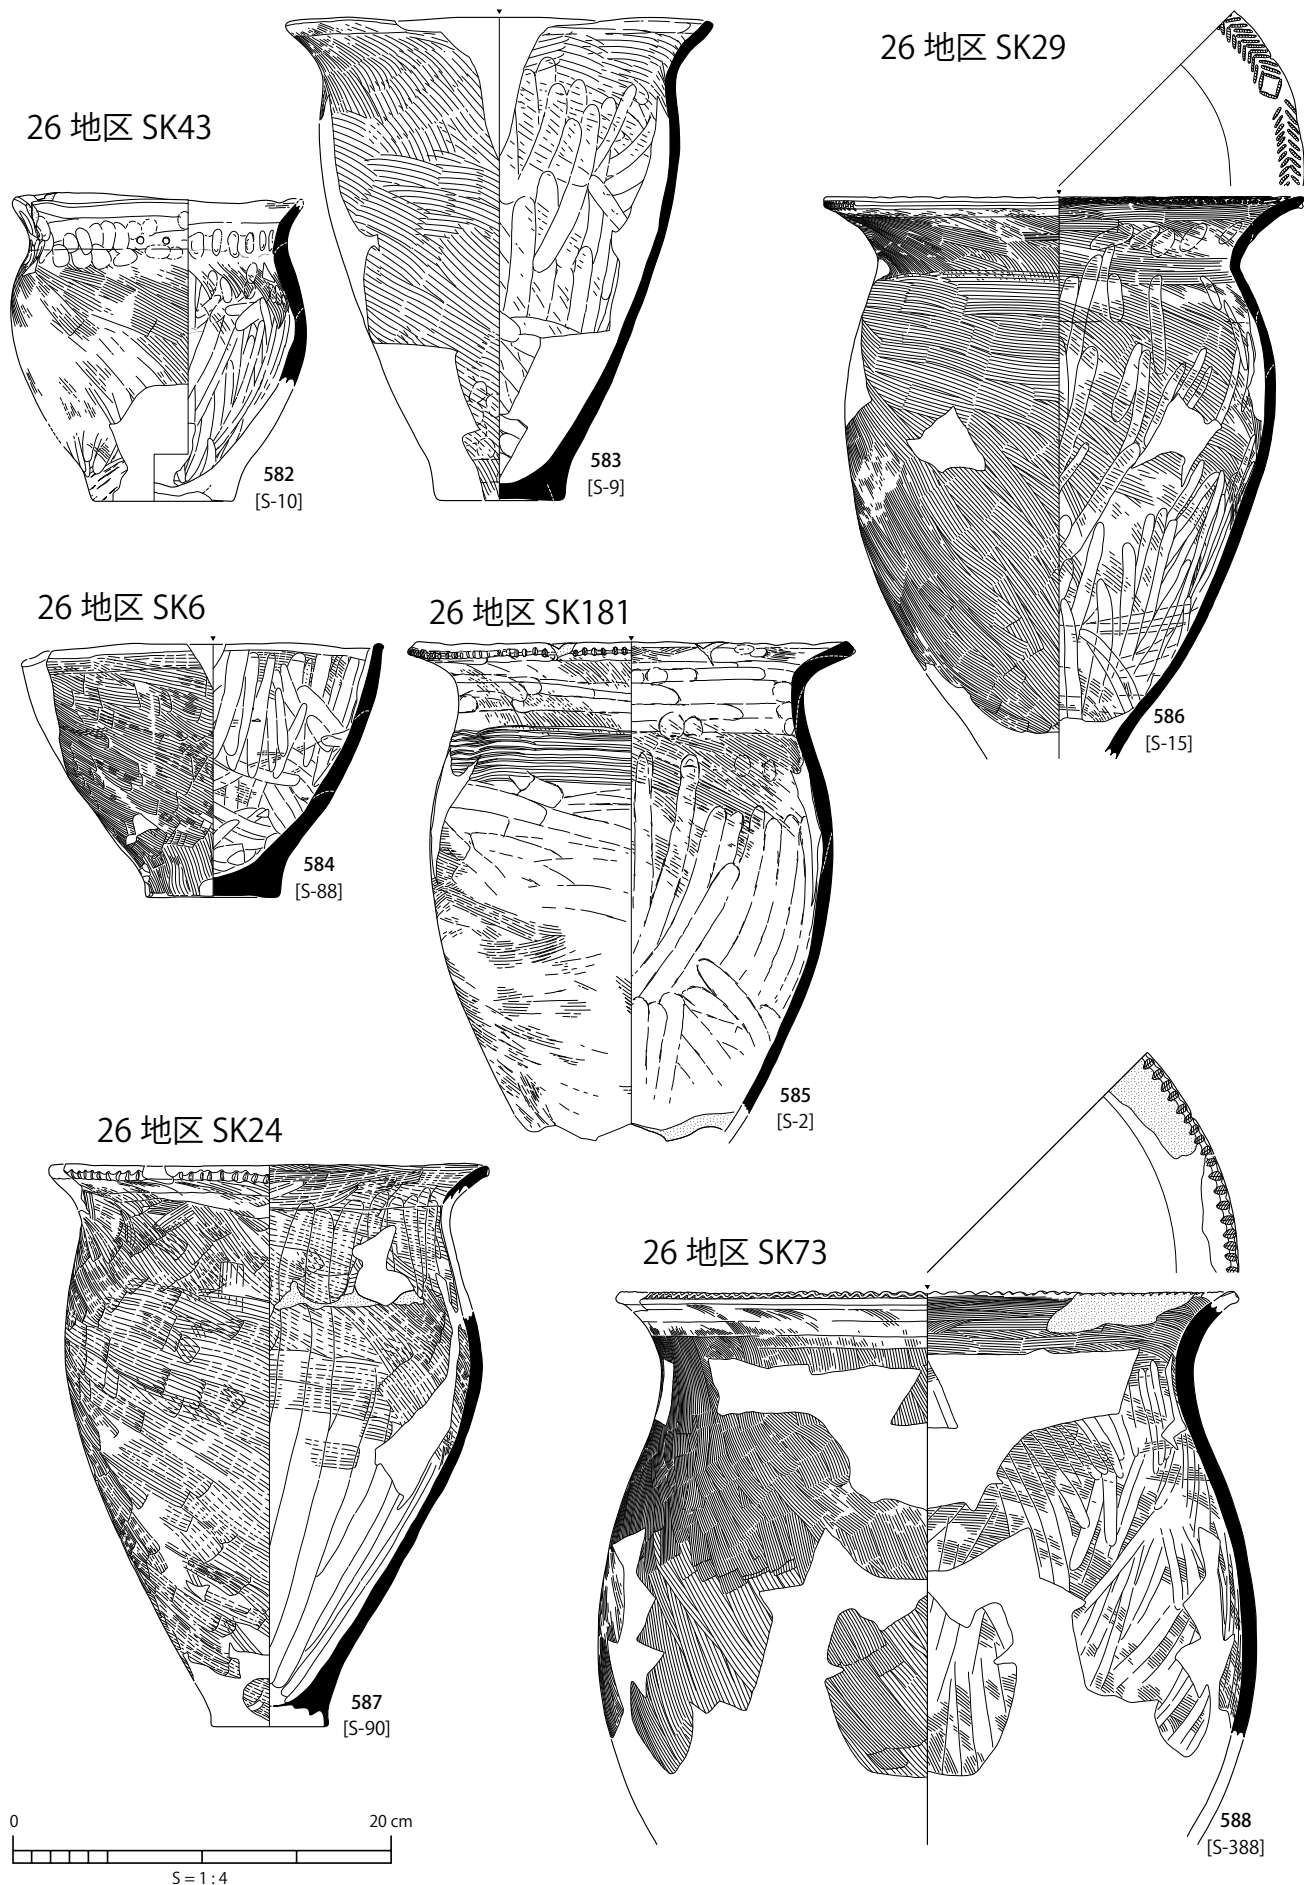 26 地区 SK43
582
[S-10]
583
[S-9]
26 地区 SK29
586
[S-15]
26 地区 SK6
584
[S-88]
26 地区 SK181
585
[S-2]
26 地区 SK24
587
[S-90]
26 地区 SK73
588
[S-388]
0 20 cm
S = 1 : 4